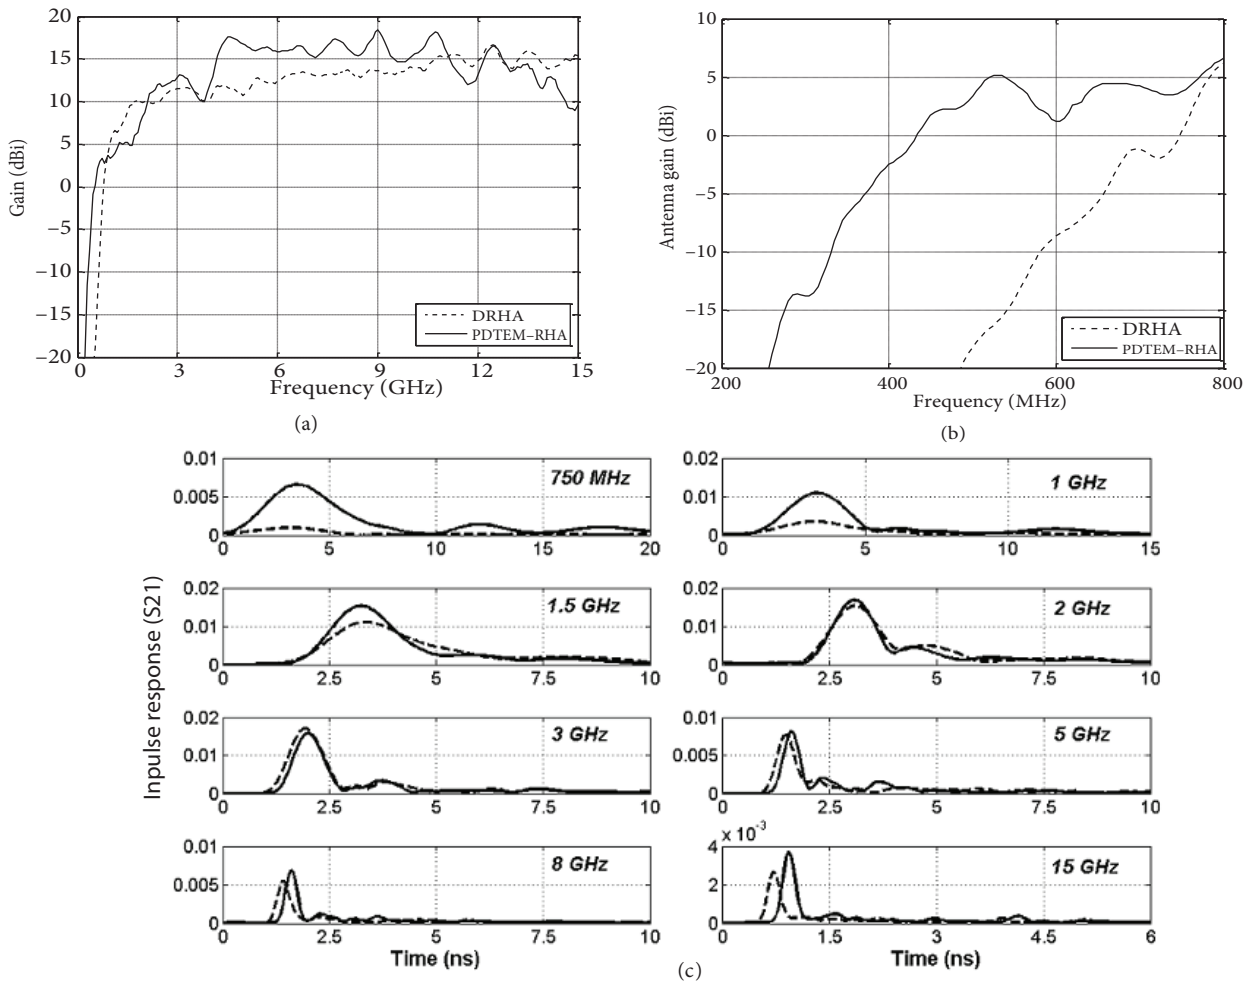 20
15
10
5
0
−5
−10
−15
−20
Gain (dBi)
0
3
6
9
12
15
Frequency (GHz)
DRHA
PDTEM−RHA
(a)
10
5
0
−5
−10
−15
−20
Antenna gain (dBi)
200
400
600
800
Frequency (MHz)
DRHA
PDTEM−RHA
(b)
Inpulse response (S21)
0.01
0.005
0
750 MHz
0 5 10 15 20
0.02
0.01
0
1 GHz
0 5 10 15
0.02
0.01
0
1.5 GHz
0 2.5 5 7.5 10
0.02
0.01
0
2 GHz
0 2.5 5 7.5 10
0.02
0.01
0
3 GHz
0 2.5 5 7.5 10
0.01
0.005
0
5 GHz
0 2.5 5 7.5 10
0.01
0.005
0
8 GHz
0 2.5 5 7.5 10
Time (ns)
x 10-3
4
2
0
15 GHz
0 1.5 3 4.5 6
Time (ns)
(c)